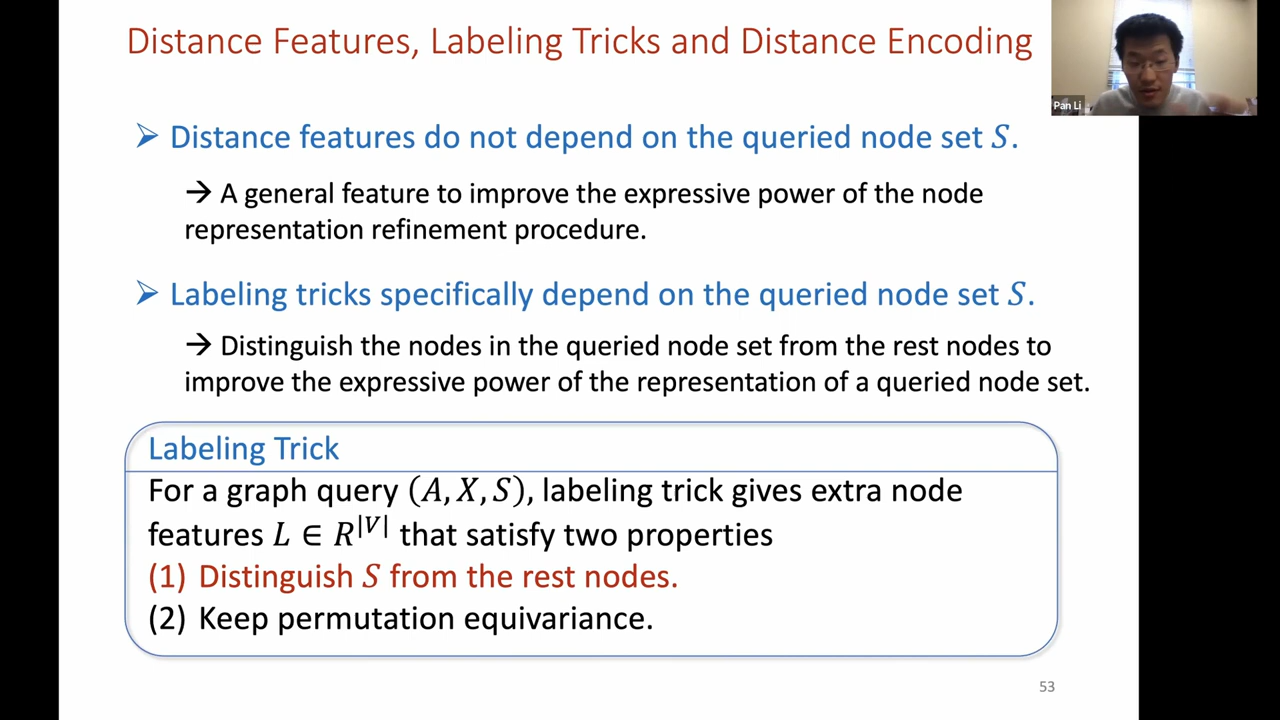 Distance Features, Labeling Tricks and Distance Encoding
Pan Li
➢ Distance features do not depend on the queried node set S.
→ A general feature to improve the expressive power of the node
representation refinement procedure.
➢ Labeling tricks specifically depend on the queried node set S.
→ Distinguish the nodes in the queried node set from the rest nodes to
improve the expressive power of the representation of a queried node set.
Labeling Trick
For a graph query (A, X, S), labeling trick gives extra node
features L ∈ R^|V| that satisfy two properties
(1) Distinguish S from the rest nodes.
(2) Keep permutation equivariance.
53